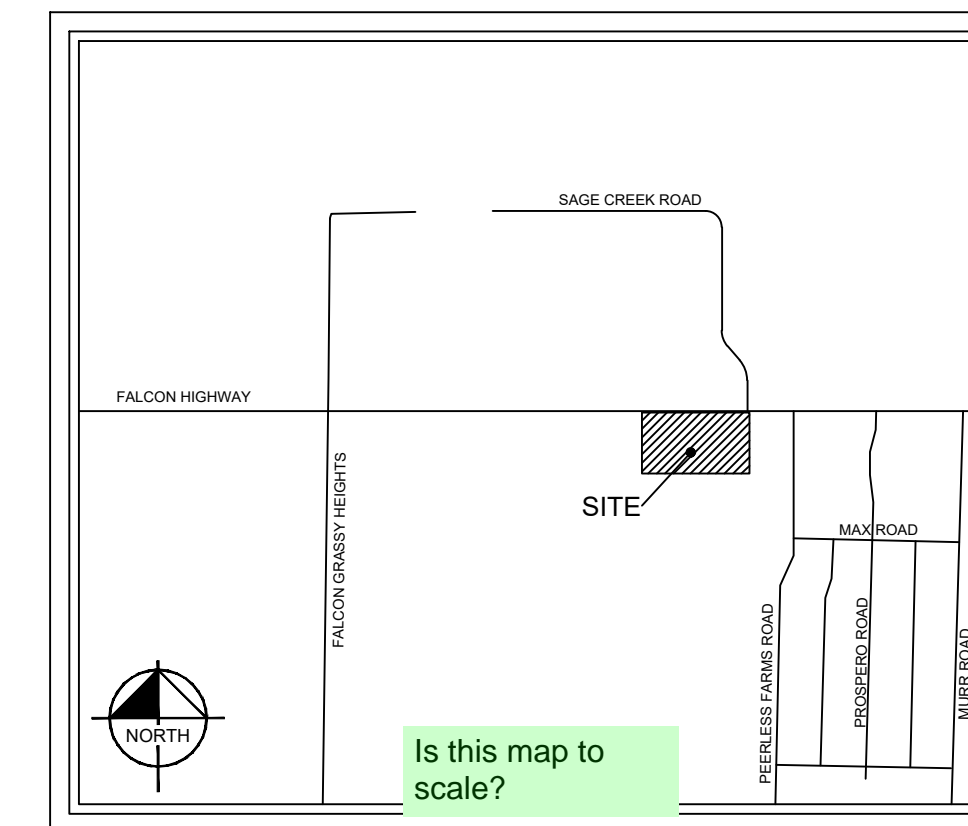 SAGE CREEK ROAD
FALCON HIGHWAY
FALCON GRASSY HEIGHTS
SITE
MAX ROAD
PEERLESS FARMS ROAD
PROSPERO ROAD
MURR ROAD
NORTH
Is this map to
scale?